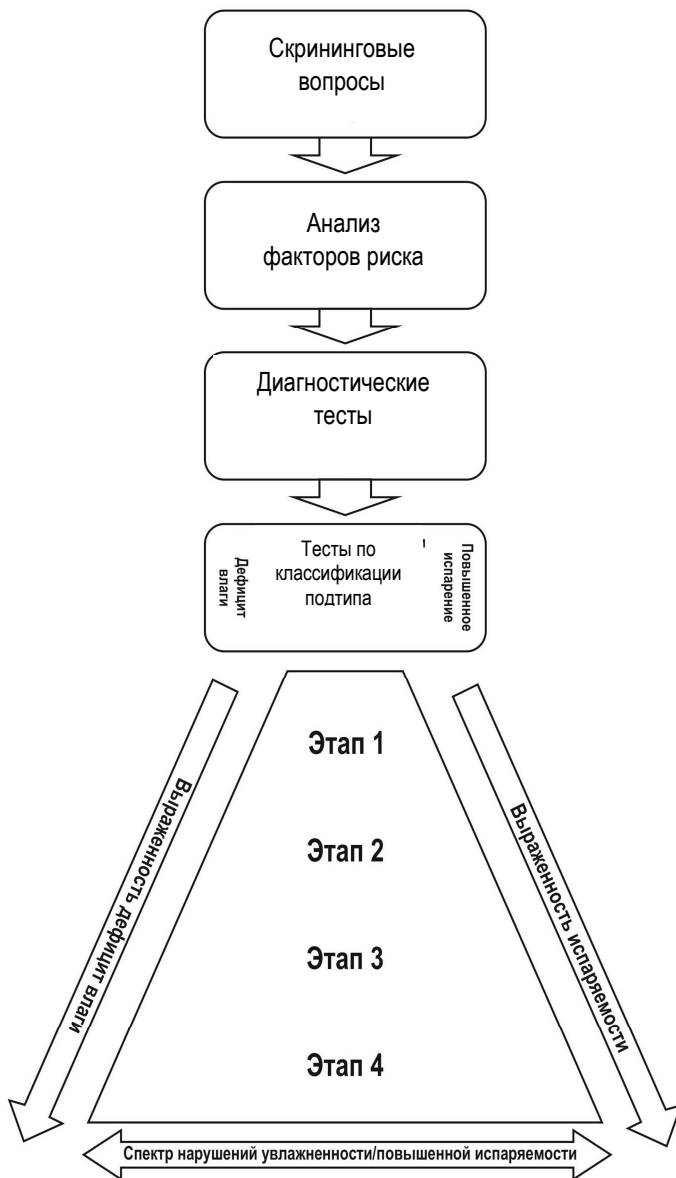 Скрининговые
вопросы
Анализ
факторов риска
Диагностические
тесты
Дефицит
влаги
Тесты по
классификации
подтипа
Повышенное
испарение
Этап 1
Этап 2
Этап 3
Этап 4
Выраженность дефицит влаги
Выраженность испаряемости
Спектр нарушений увлажненности/повышенной испаряемости